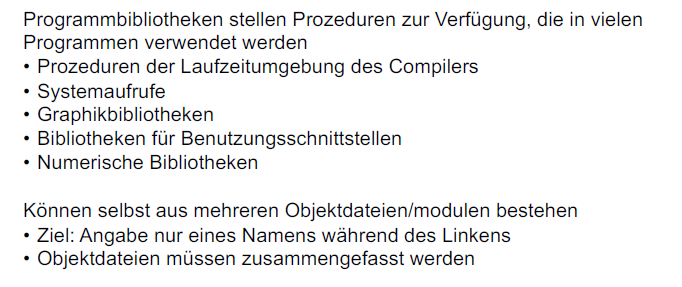 Programmbibliotheken stellen Prozeduren zur Verfügung, die in vielen
Programmen verwendet werden
• Prozeduren der Laufzeitumgebung des Compilers
• Systemaufrufe
• Graphikbibliotheken
• Bibliotheken für Benutzungsschnittstellen
• Numerische Bibliotheken
Können selbst aus mehreren Objektdateien/modulen bestehen
• Ziel: Angabe nur eines Namens während des Linkens
• Objektdateien müssen zusammengefasst werden